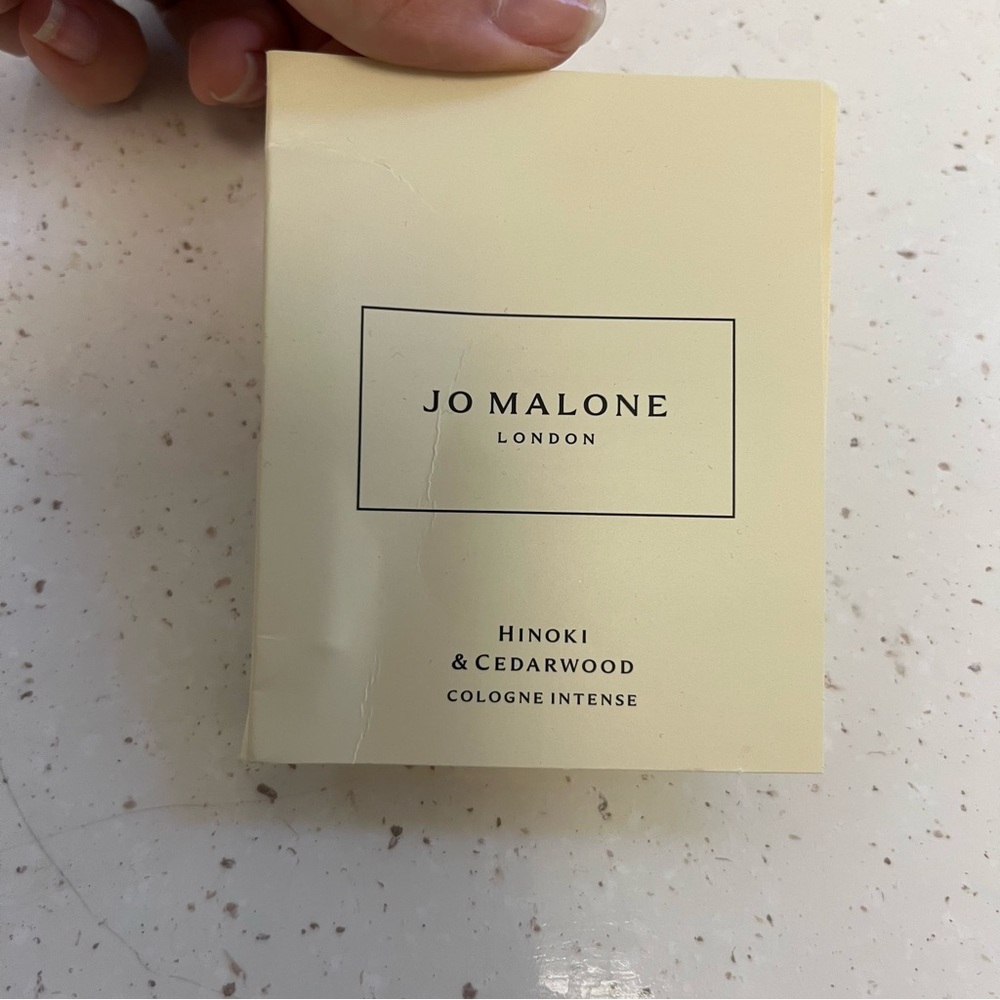 JO MALONE
LONDON
HINOKI
& CEDARWOOD
COLOGNE INTENSE